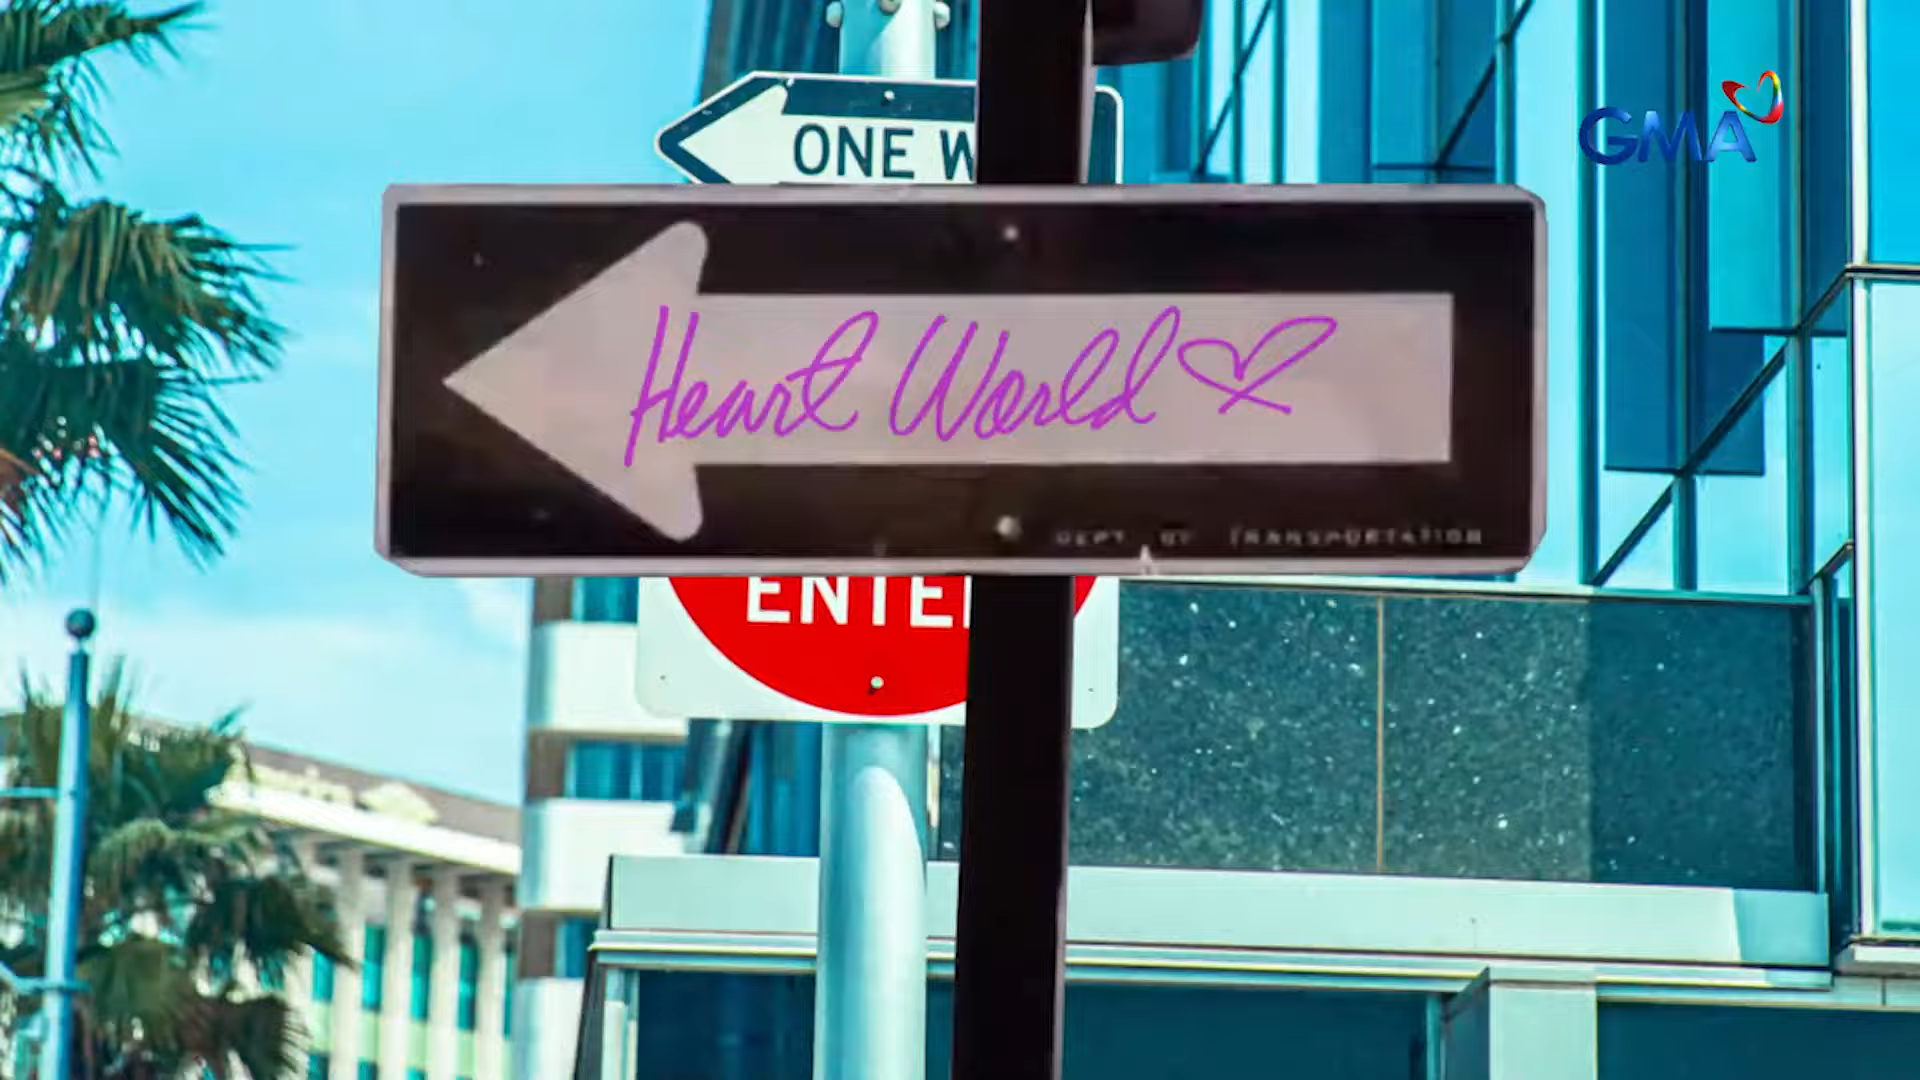 GMA
ONE W
Heart World
DEPT OF TRANSPORTATION
ENTE